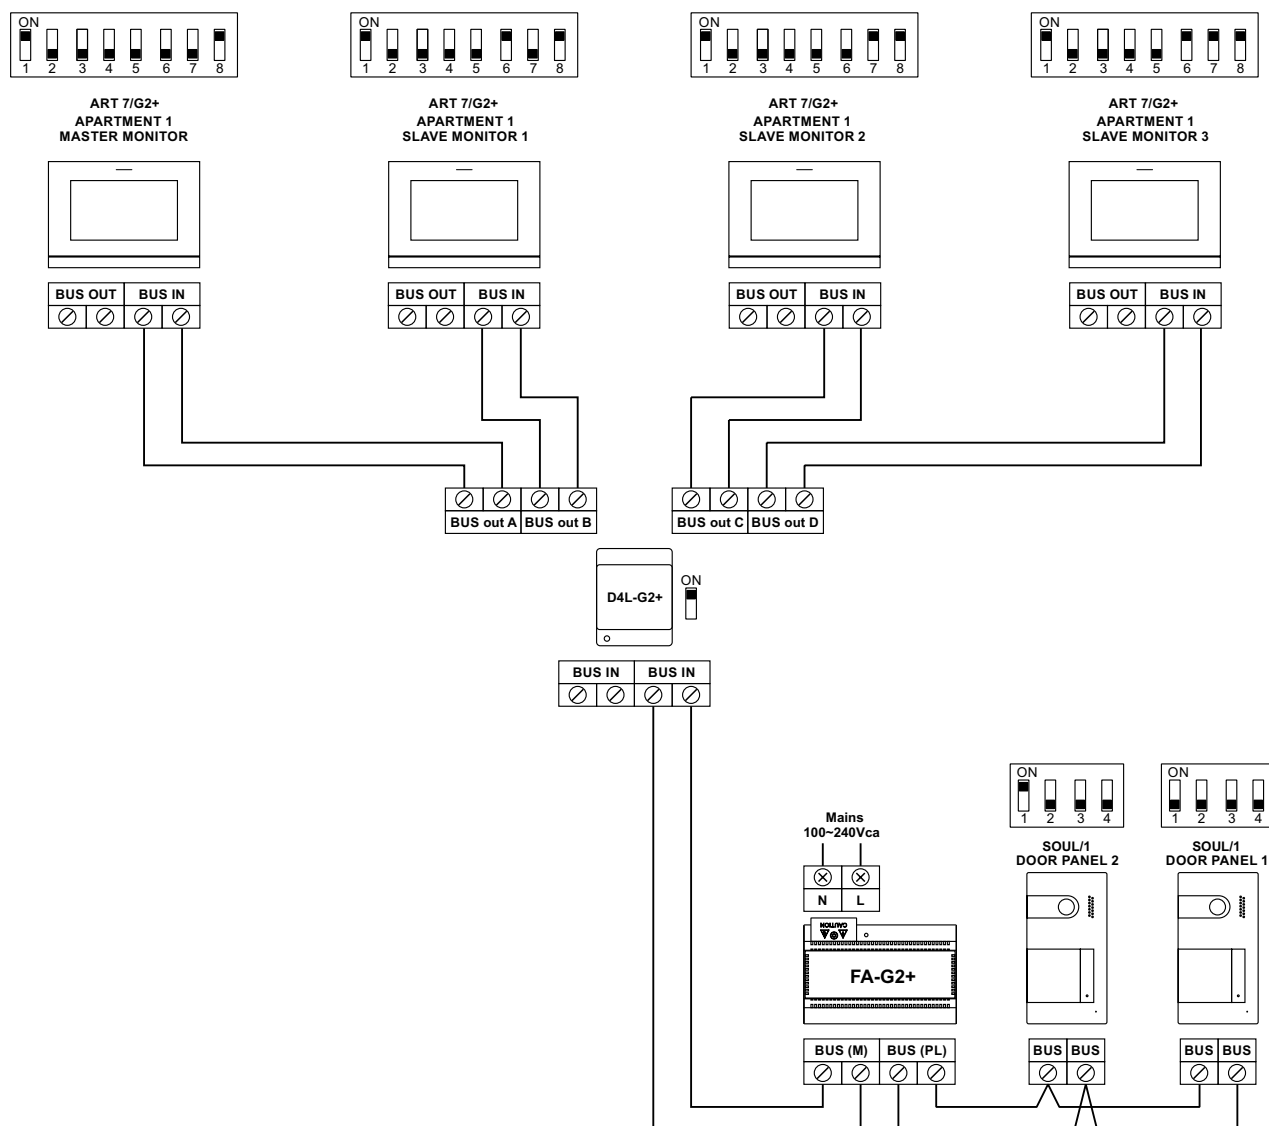 ON
1 2 3 4 5 6 7 8
ART 7/G2+
APARTMENT 1
MASTER MONITOR
BUS OUT BUS IN
ON
1 2 3 4 5 6 7 8
ART 7/G2+
APARTMENT 1
SLAVE MONITOR 1
BUS OUT BUS IN
ON
1 2 3 4 5 6 7 8
ART 7/G2+
APARTMENT 1
SLAVE MONITOR 2
BUS OUT BUS IN
ON
1 2 3 4 5 6 7 8
ART 7/G2+
APARTMENT 1
SLAVE MONITOR 3
BUS OUT BUS IN
BUS out A BUS out B
BUS out C BUS out D
D4L-G2+
ON
BUS IN BUS IN
Mains
100~240Vca
N L
CAUTION
FA-G2+
BUS (M) BUS (PL)
ON
1 2 3 4
SOUL/1
DOOR PANEL 2
BUS BUS
ON
1 2 3 4
SOUL/1
DOOR PANEL 1
BUS BUS